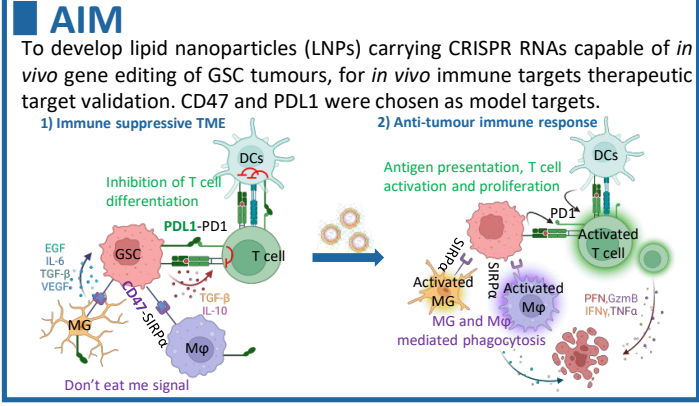 AIM
To develop lipid nanoparticles (LNPs) carrying CRISPR RNAs capable of in
vivo gene editing of GSC tumours, for in vivo immune targets therapeutic
target validation. CD47 and PDL1 were chosen as model targets.
1) Immune suppressive TME
DCs
Inhibition of T cell
differentiation
PDL1-PD1
GSC
T cell
EGF
IL-6
TGF-β
VEGF
TGF-β
IL-10
CD47-SIRPα
MG
Mφ
Don't eat me signal
2) Anti-tumour immune response
DCs
Antigen presentation, T cell
activation and proliferation
PD1
Activated
T cell
SIRPα
SIRPα
Activated
MG
Activated
Mφ
MG and Mφ
mediated phagocytosis
PFN,GzmB
IFNγ,TNFα